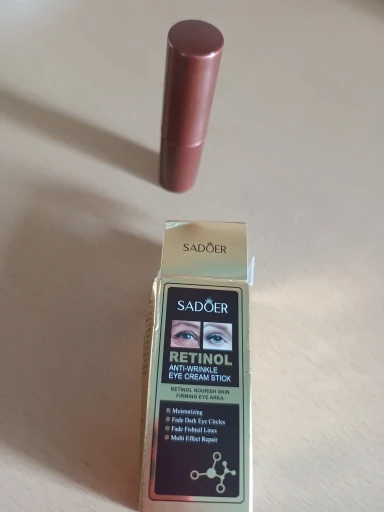 SADOER
SADOER
RETINOL
ANTI-WRINKLE
EYE CREAM STICK
RETINOL NOURISH SKIN
FIRMING EYE AREA
Moisturizing
Fade Dark Eye Circles
Fade Fishtail Lines
Multi Effect Repair